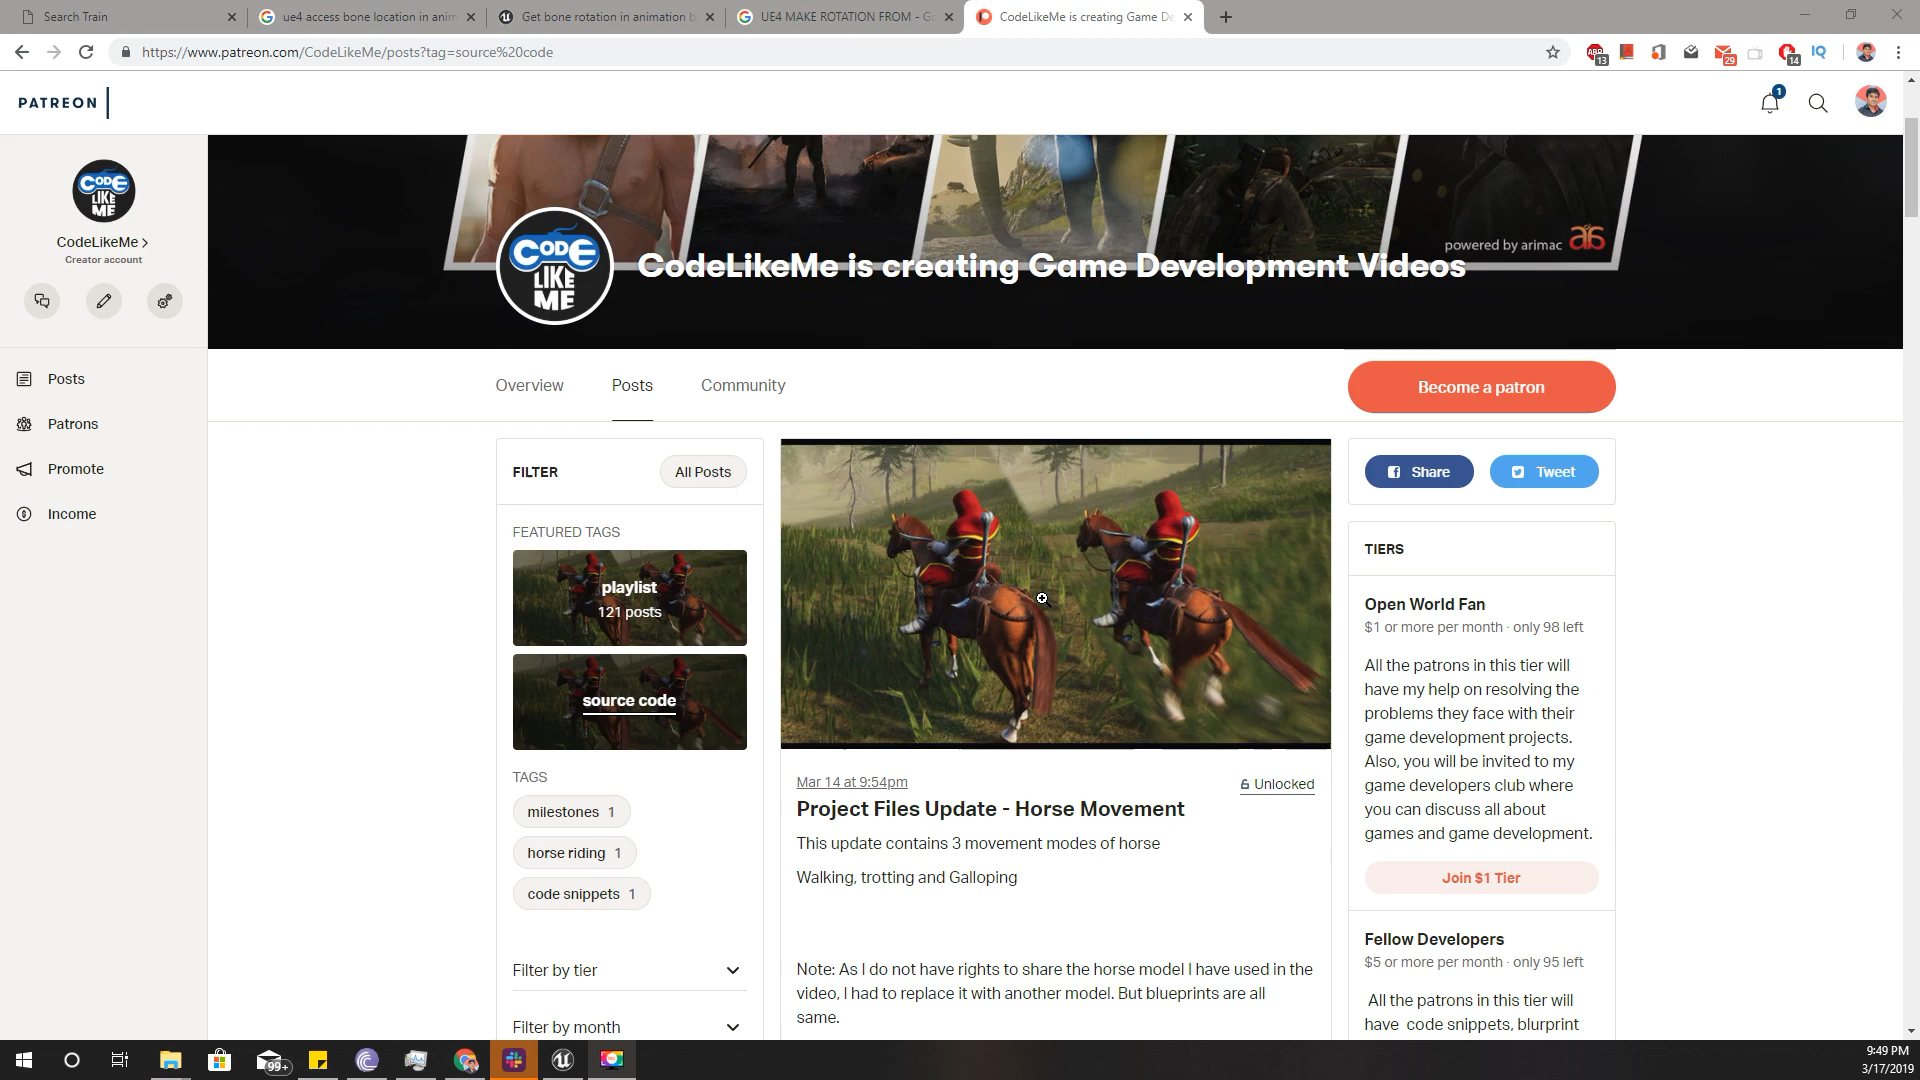 Search Train
ue4 access bone location in anim
Get bone rotation in animation b
UE4 MAKE ROTATION FROM - Go
CodeLikeMe is creating Game De
https://www.patreon.com/CodeLikeMe/posts?tag=source%20code
ABP
13
29
14
IQ
PATREON
1
CODE
LIKE
ME
CodeLikeMe
Creator account
Posts
Patrons
Promote
Income
CODE
LIKE
ME
CodeLikeMe is creating Game Development Videos
powered by arimac
Overview
Posts
Community
Become a patron
FILTER
All Posts
FEATURED TAGS
playlist
121 posts
source code
TAGS
milestones 1
horse riding 1
code snippets 1
Filter by tier
Filter by month
Mar 14 at 9:54pm
Unlocked
Project Files Update - Horse Movement
This update contains 3 movement modes of horse
Walking, trotting and Galloping
Note: As I do not have rights to share the horse model I have used in the
video, I had to replace it with another model. But blueprints are all
same.
Share
Tweet
TIERS
Open World Fan
$1 or more per month · only 98 left
All the patrons in this tier will
have my help on resolving the
problems they face with their
game development projects.
Also, you will be invited to my
game developers club where
you can discuss all about
games and game development.
Join $1 Tier
Fellow Developers
$5 or more per month · only 95 left
All the patrons in this tier will
have code snippets, blurprint
99+
9:49 PM
3/17/2019